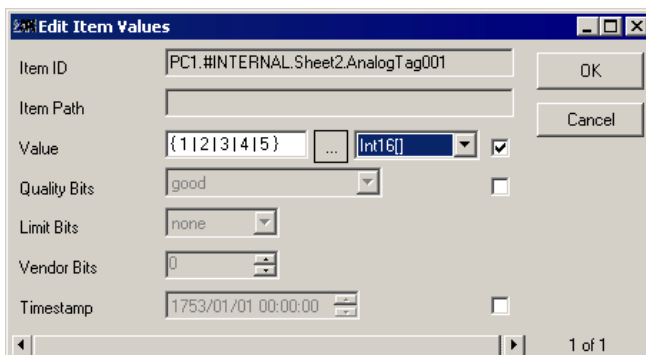 Edit Item Values
Item ID PC1.#INTERNAL.Sheet2.AnalogTag001 OK
Item Path Cancel
Value {1|2|3|4|5} ... Int16[]
Quality Bits good
Limit Bits none
Vendor Bits 0
Timestamp 1753/01/01 00:00:00
1 of 1